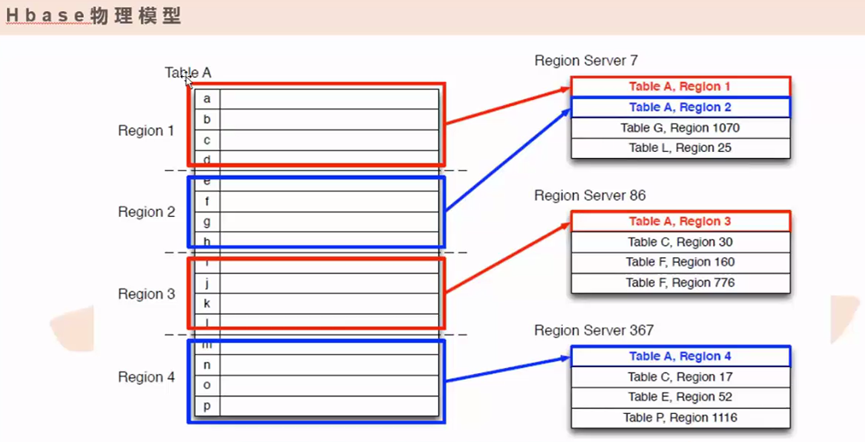 Hbase物理模型
Table A
Region 1
a
b
c
d
Region 2
e
f
g
h
Region 3
i
j
k
l
Region 4
m
n
o
p
Region Server 7
Table A, Region 1
Table A, Region 2
Table G, Region 1070
Table L, Region 25
Region Server 86
Table A, Region 3
Table C, Region 30
Table F, Region 160
Table F, Region 776
Region Server 367
Table A, Region 4
Table C, Region 17
Table E, Region 52
Table P, Region 1116